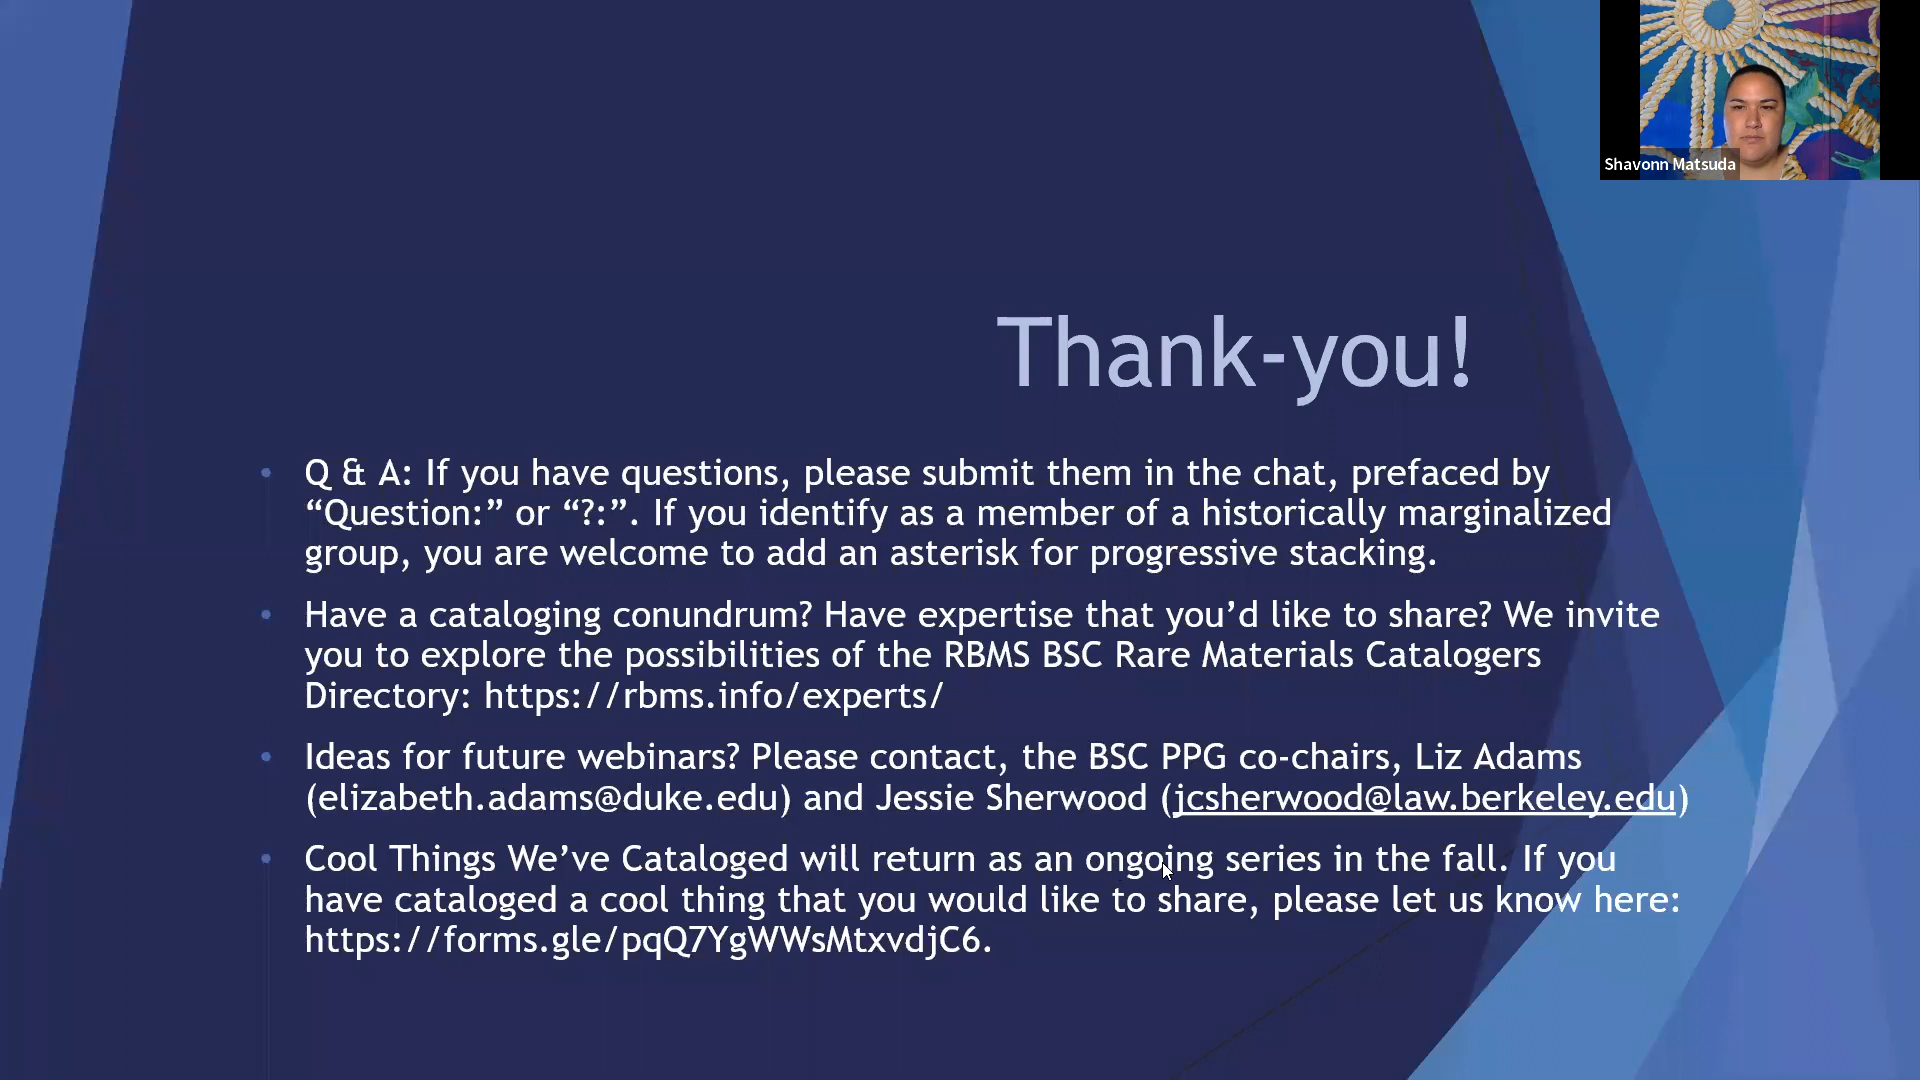 Shavonn Matsuda
Thank-you!
• Q & A: If you have questions, please submit them in the chat, prefaced by
“Question:” or “?:”. If you identify as a member of a historically marginalized
group, you are welcome to add an asterisk for progressive stacking.
• Have a cataloging conundrum? Have expertise that you’d like to share? We invite
you to explore the possibilities of the RBMS BSC Rare Materials Catalogers
Directory: https://rbms.info/experts/
• Ideas for future webinars? Please contact, the BSC PPG co-chairs, Liz Adams
(elizabeth.adams@duke.edu) and Jessie Sherwood (jcsherwood@law.berkeley.edu)
• Cool Things We’ve Cataloged will return as an ongoing series in the fall. If you
have cataloged a cool thing that you would like to share, please let us know here:
https://forms.gle/pqQ7YgWWsMtxvdjC6.